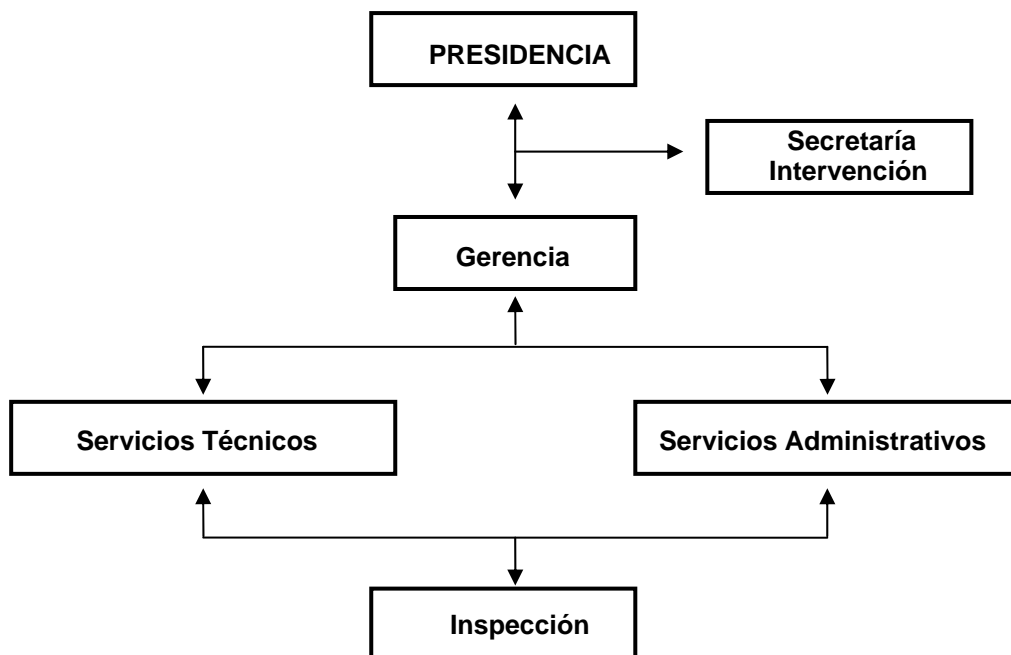 PRESIDENCIA
Secretaría
Intervención
Gerencia
Servicios Técnicos
Servicios Administrativos
Inspección